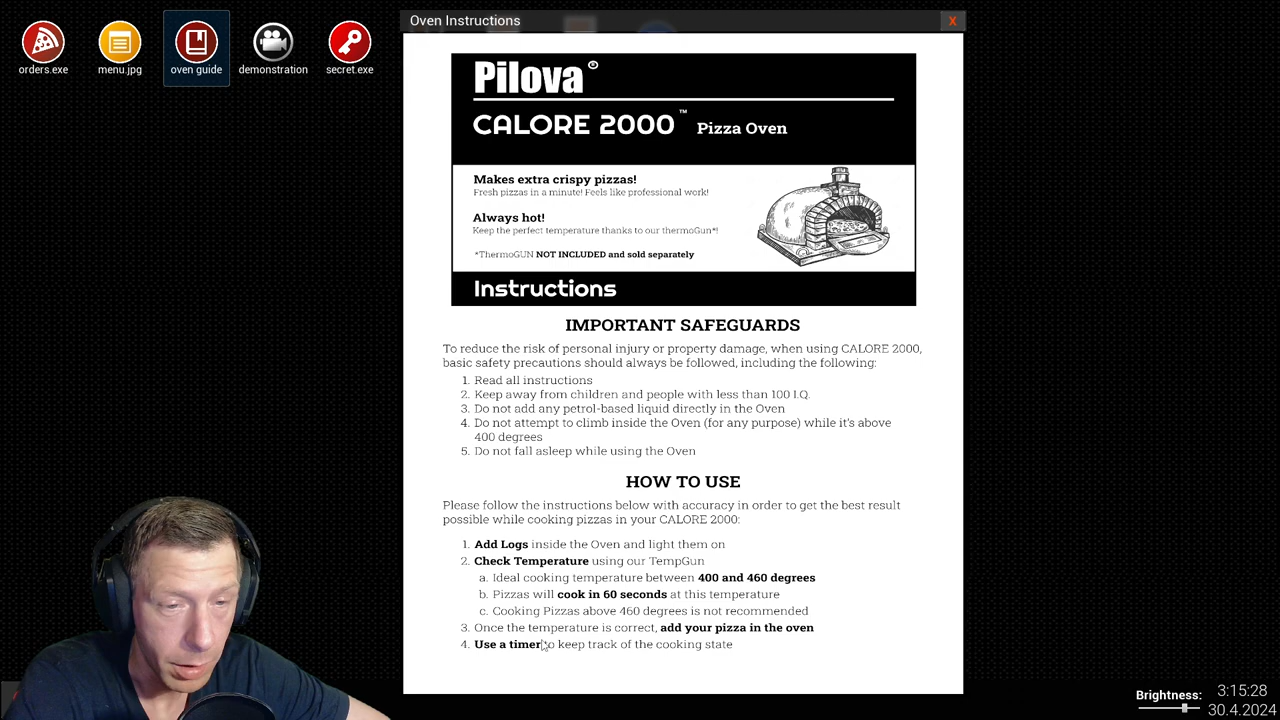 Oven Instructions
X
orders.exe
menu.jpg
oven guide
demonstration
secret.exe
Pilova
CALORE 2000™ Pizza Oven
Makes extra crispy pizzas!
Fresh pizzas in a minute! Feels like professional work!
Always hot!
Keep the perfect temperature thanks to our thermoGun*!
*ThermoGUN NOT INCLUDED and sold separately
Instructions
IMPORTANT SAFEGUARDS
To reduce the risk of personal injury or property damage, when using CALORE 2000,
basic safety precautions should always be followed, including the following:
1. Read all instructions
2. Keep away from children and people with less than 100 I.Q.
3. Do not add any petrol-based liquid directly in the Oven
4. Do not attempt to climb inside the Oven (for any purpose) while it's above
400 degrees
5. Do not fall asleep while using the Oven
HOW TO USE
Please follow the instructions below with accuracy in order to get the best result
possible while cooking pizzas in your CALORE 2000:
1. Add Logs inside the Oven and light them on
2. Check Temperature using our TempGun
a. Ideal cooking temperature between 400 and 460 degrees
b. Pizzas will cook in 60 seconds at this temperature
c. Cooking Pizzas above 460 degrees is not recommended
3. Once the temperature is correct, add your pizza in the oven
4. Use a timer to keep track of the cooking state
Brightness:
3:15:28
30.4.2024